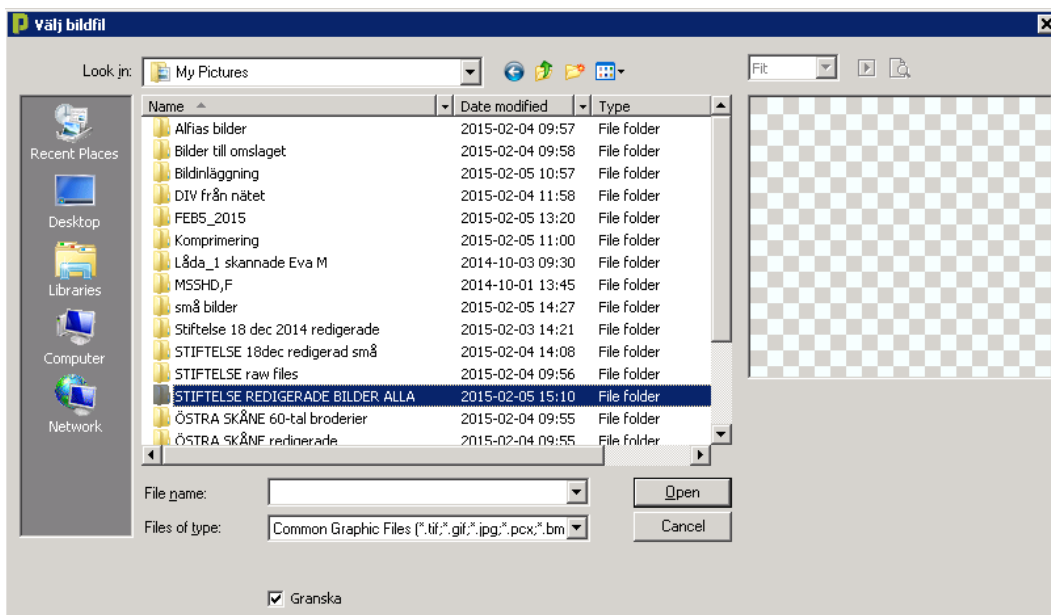 Välj bildfil
Look in: My Pictures
Fit
Name Date modified Type
Alfias bilder 2015-02-04 09:57 File folder
Bilder till omslaget 2015-02-04 09:58 File folder
Bildinläggning 2015-02-05 10:57 File folder
DIV från nätet 2015-02-04 11:58 File folder
FEB5_2015 2015-02-05 13:20 File folder
Komprimering 2015-02-05 11:00 File folder
Låda_1 skannade Eva M 2014-10-03 09:30 File folder
MSSHD,F 2014-10-01 13:45 File folder
små bilder 2015-02-05 14:27 File folder
Stiftelse 18 dec 2014 redigerade 2015-02-03 14:21 File folder
STIFTELSE 18dec redigerad små 2015-02-04 14:08 File folder
STIFTELSE raw files 2015-02-04 09:56 File folder
STIFTELSE REDIGERADE BILDER ALLA 2015-02-05 15:10 File folder
ÖSTRA SKÅNE 60-tal broderier 2015-02-04 09:55 File folder
ÖSTRA SKÅNE redigerade 2015-02-04 09:55 File folder
Recent Places
Desktop
Libraries
Computer
Network
File name:
Open
Files of type: Common Graphic Files (*.tif;*.gif;*.jpg;*.pcx;*.bm
Cancel
Granska